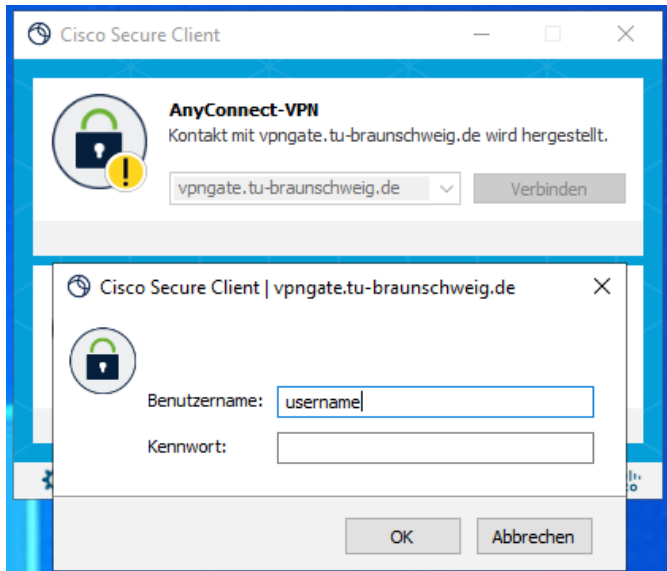 Cisco Secure Client
AnyConnect-VPN
Kontakt mit vpngate.tu-braunschweig.de wird hergestellt.
vpngate.tu-braunschweig.de
Verbinden
Cisco Secure Client | vpngate.tu-braunschweig.de
Benutzername:
username
Kennwort:
OK
Abbrechen